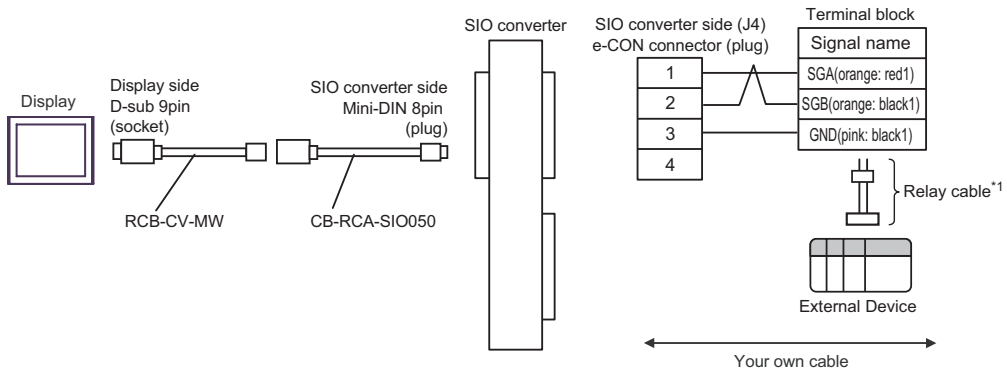 Display
Display side
D-sub 9pin
(socket)
RCB-CV-MW
SIO converter side
Mini-DIN 8pin
(plug)
CB-RCA-SIO050
SIO converter
SIO converter side (J4)
e-CON connector (plug)
1
2
3
4
Terminal block
Signal name
SGA(orange: red1)
SGB(orange: black1)
GND(pink: black1)
Relay cable*1
External Device
Your own cable